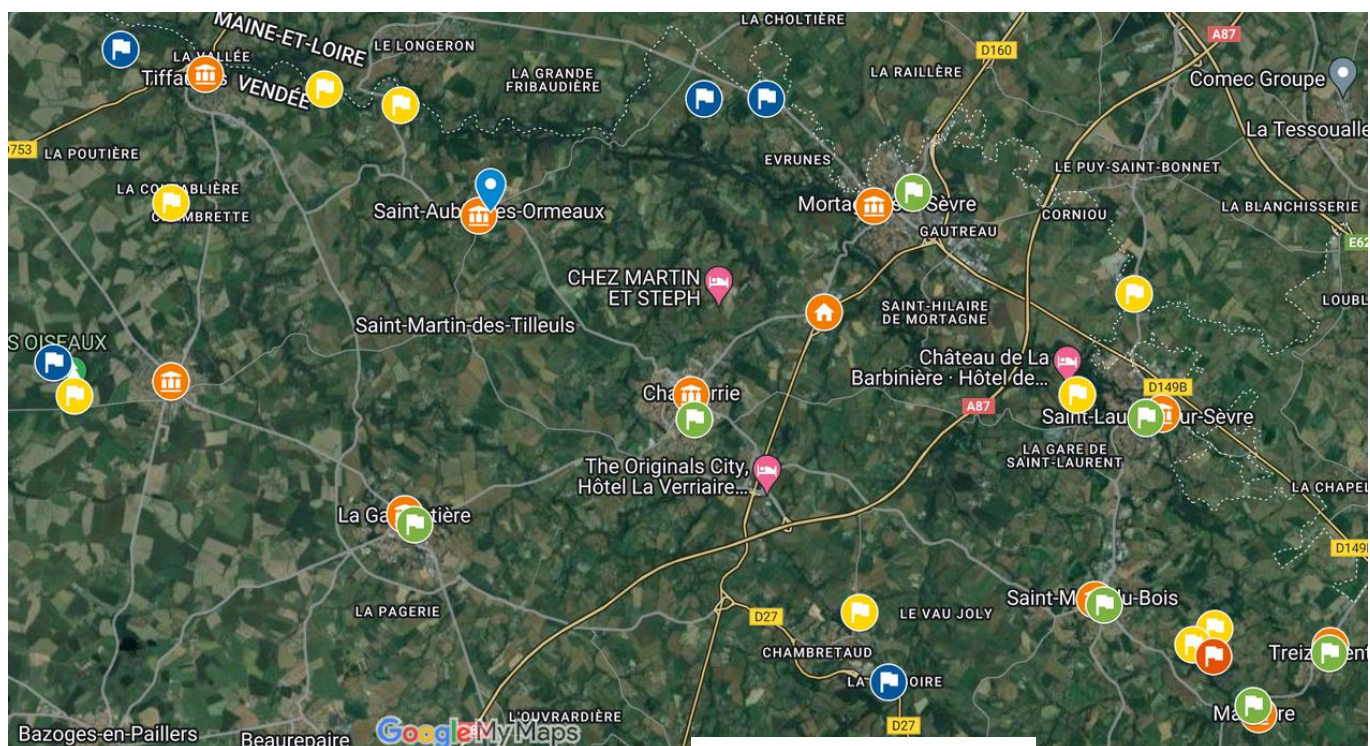 MAINE-ET-LOIRE
LE LONGERON
LA CHOLTIÈRE
A87
D160
LA RAILLÈRE
LA GRANDE
FRIBAUDIÈRE
Comec Groupe
VENDÉE
D753
LA POUTIÈRE
La Tessoualle
EVRUNES
LE PUY-SAINT-BONNET
LA BLANCHISSERIE
CORNIOU
GAUTREAU
E62
CHEZ MARTIN
ET STEPH
SAINT-HILAIRE
DE MORTAGNE
LOUBL
Saint-Martin-des-Tilleuls
S OISEAUX
Château de La
Barbinière · Hôtel de...
D149B
A87
LA GARE DE
SAINT-LAURENT
The Originals City,
Hôtel La Verriaire...
LA CHAPEL
D149
LA PAGERIE
D27
LE VAU JOLY
CHAMBRETAUD
D27
L'OUVRARDIÈRE
Bazoges-en-Paillers
Beaurepaire
Google My Maps